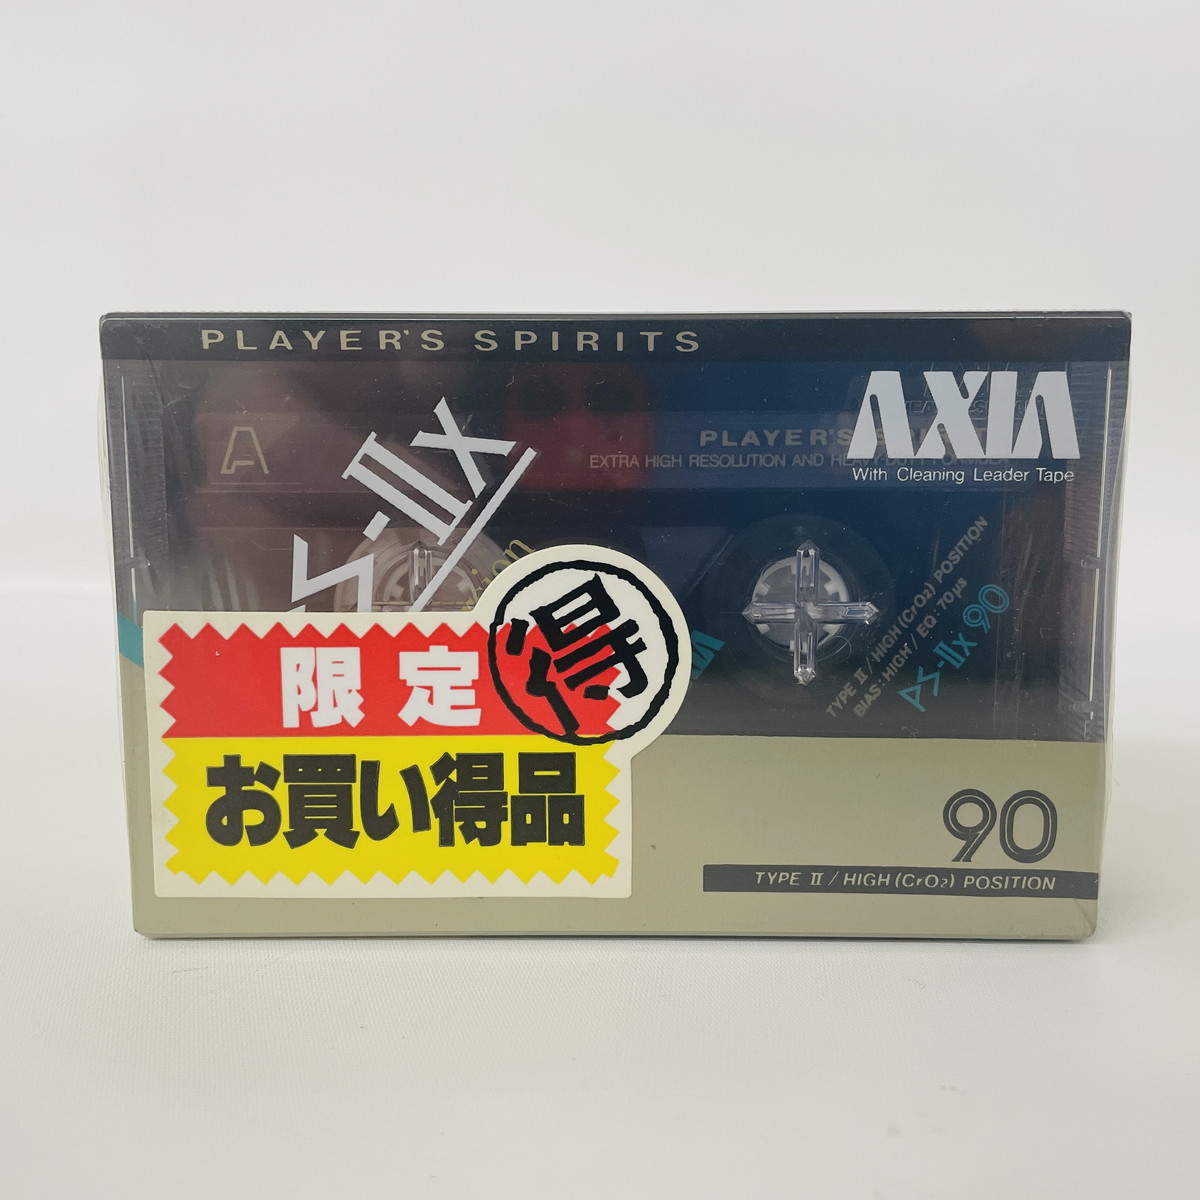 PLAYER'S SPIRITS
AXIA
With Cleaning Leader Tape
A
PLAYER'S
EXTRA HIGH RESOLUTION AND HEAVY DUTY FORMULA
PS-IIx
TYPE II / HIGH (CrO2) POSITION
BIAS: HIGH / EQ: 70μs
PS-IIx 90
得
限定
お買い得品
90
TYPE II / HIGH (CrO2) POSITION